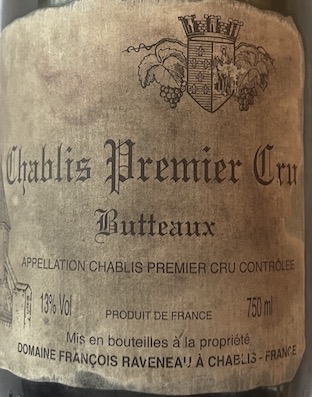 Chablis Premier Cru
Butteaux
APPELLATION CHABLIS PREMIER CRU CONTRÔLÉE
13% Vol PRODUIT DE FRANCE 750 ml
Mis en bouteilles à la propriété
DOMAINE FRANÇOIS RAVENEAU À CHABLIS - FRANCE